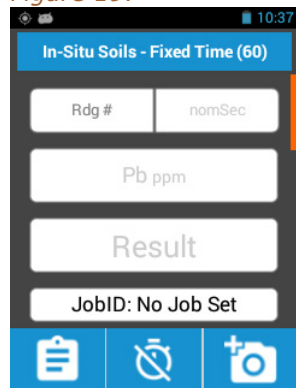 10:37
In-Situ Soils - Fixed Time (60)
Rdg # nomSec
Pb ppm
Result
JobID: No Job Set